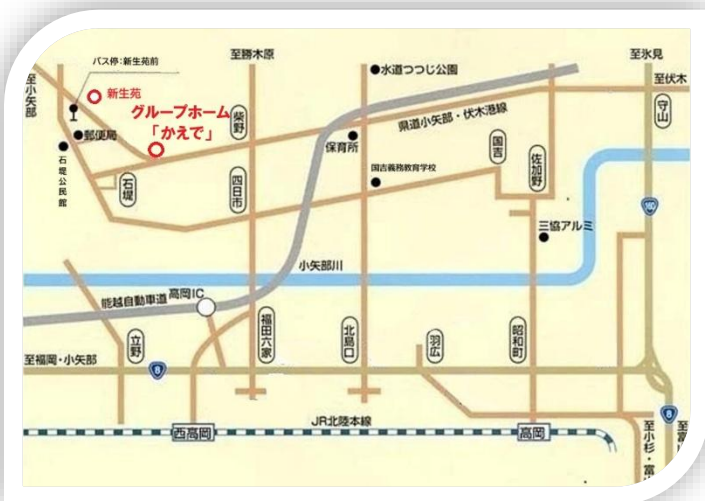 バス停:新生苑前
至勝木原
水道つつじ公園
至氷見
至伏木
至小矢部
新生苑
グループホーム
「かえで」
柴野
守山
県道小矢部・伏木港線
郵便局
保育所
国吉
石堤公民館
石堤
四日市
国吉義務教育学校
佐加野
160
三協アルミ
小矢部川
能越自動車道
高岡IC
立野
福田六家
北島口
羽広
昭和町
至福岡・小矢部
8
8
JR北陸本線
西高岡
高岡
至小杉・富山